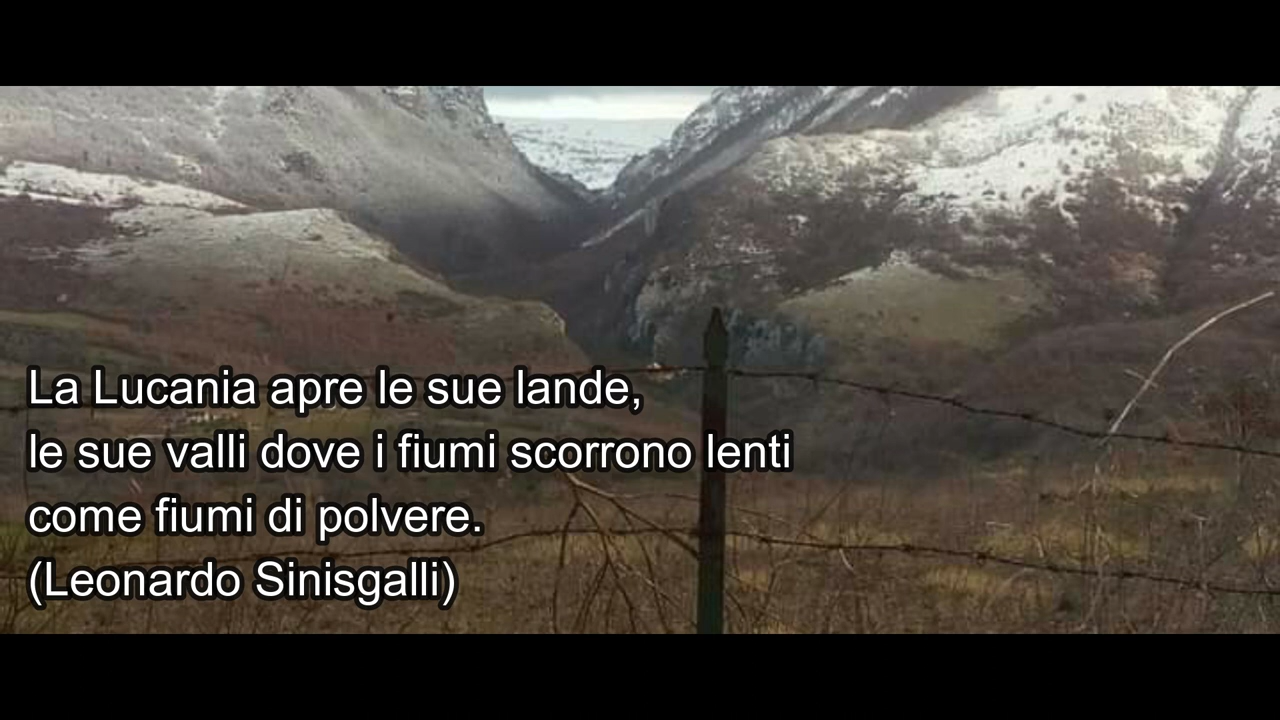 La Lucania apre le sue lande,
le sue valli dove i fiumi scorrono lenti
come fiumi di polvere.
(Leonardo Sinisgalli)